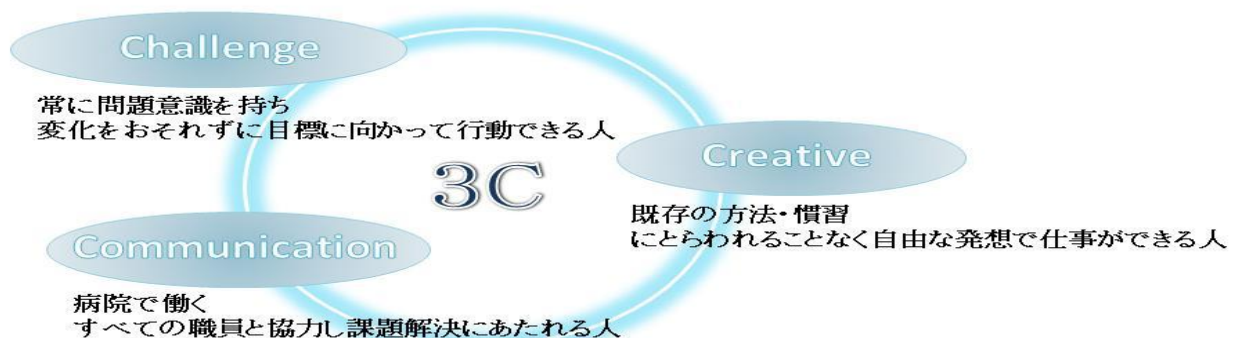 Challenge
常に問題意識を持ち
変化をおそれずに目標に向かって行動できる人
3C
Creative
既存の方法・慣習
にとらわれることなく自由な発想で仕事ができる人
Communication
病院で働く
すべての職員と協力し課題解決にあたれる人